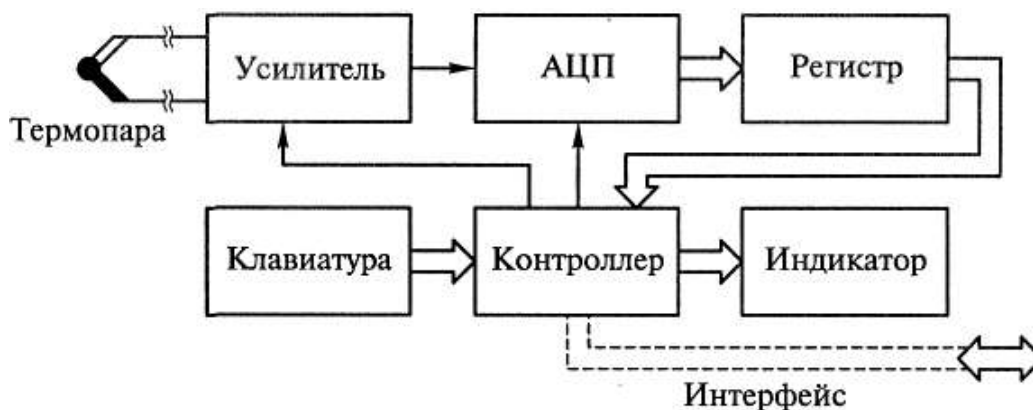 Усилитель
АЦП
Регистр
Термопара
Клавиатура
Контроллер
Индикатор
Интерфейс